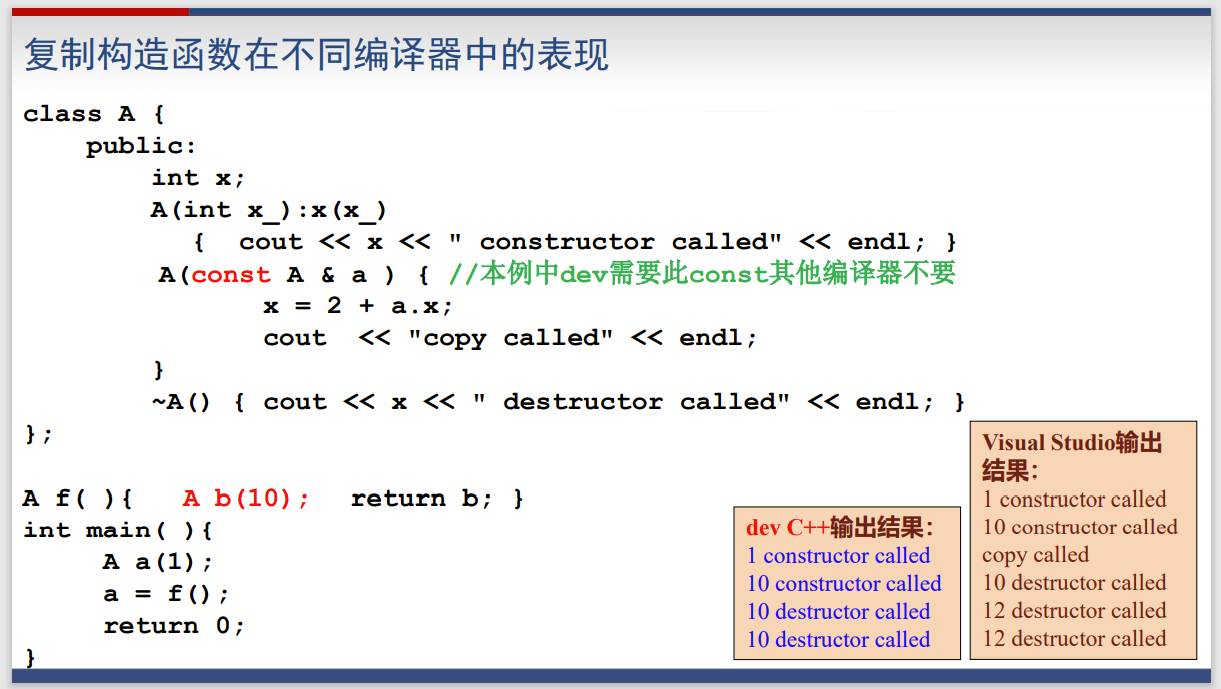 复制构造函数在不同编译器中的表现
class A {
public:
int x;
A(int x_):x(x_)
{ cout << x << " constructor called" << endl; }
A(const A & a ) { //本例中dev需要此const其他编译器不要
x = 2 + a.x;
cout << "copy called" << endl;
}
~A() { cout << x << " destructor called" << endl; }
};
A f( ){ A b(10); return b; }
int main( ){
A a(1);
a = f();
return 0;
}
dev C++输出结果：
1 constructor called
10 constructor called
10 destructor called
10 destructor called
Visual Studio输出
结果：
1 constructor called
10 constructor called
copy called
10 destructor called
12 destructor called
12 destructor called